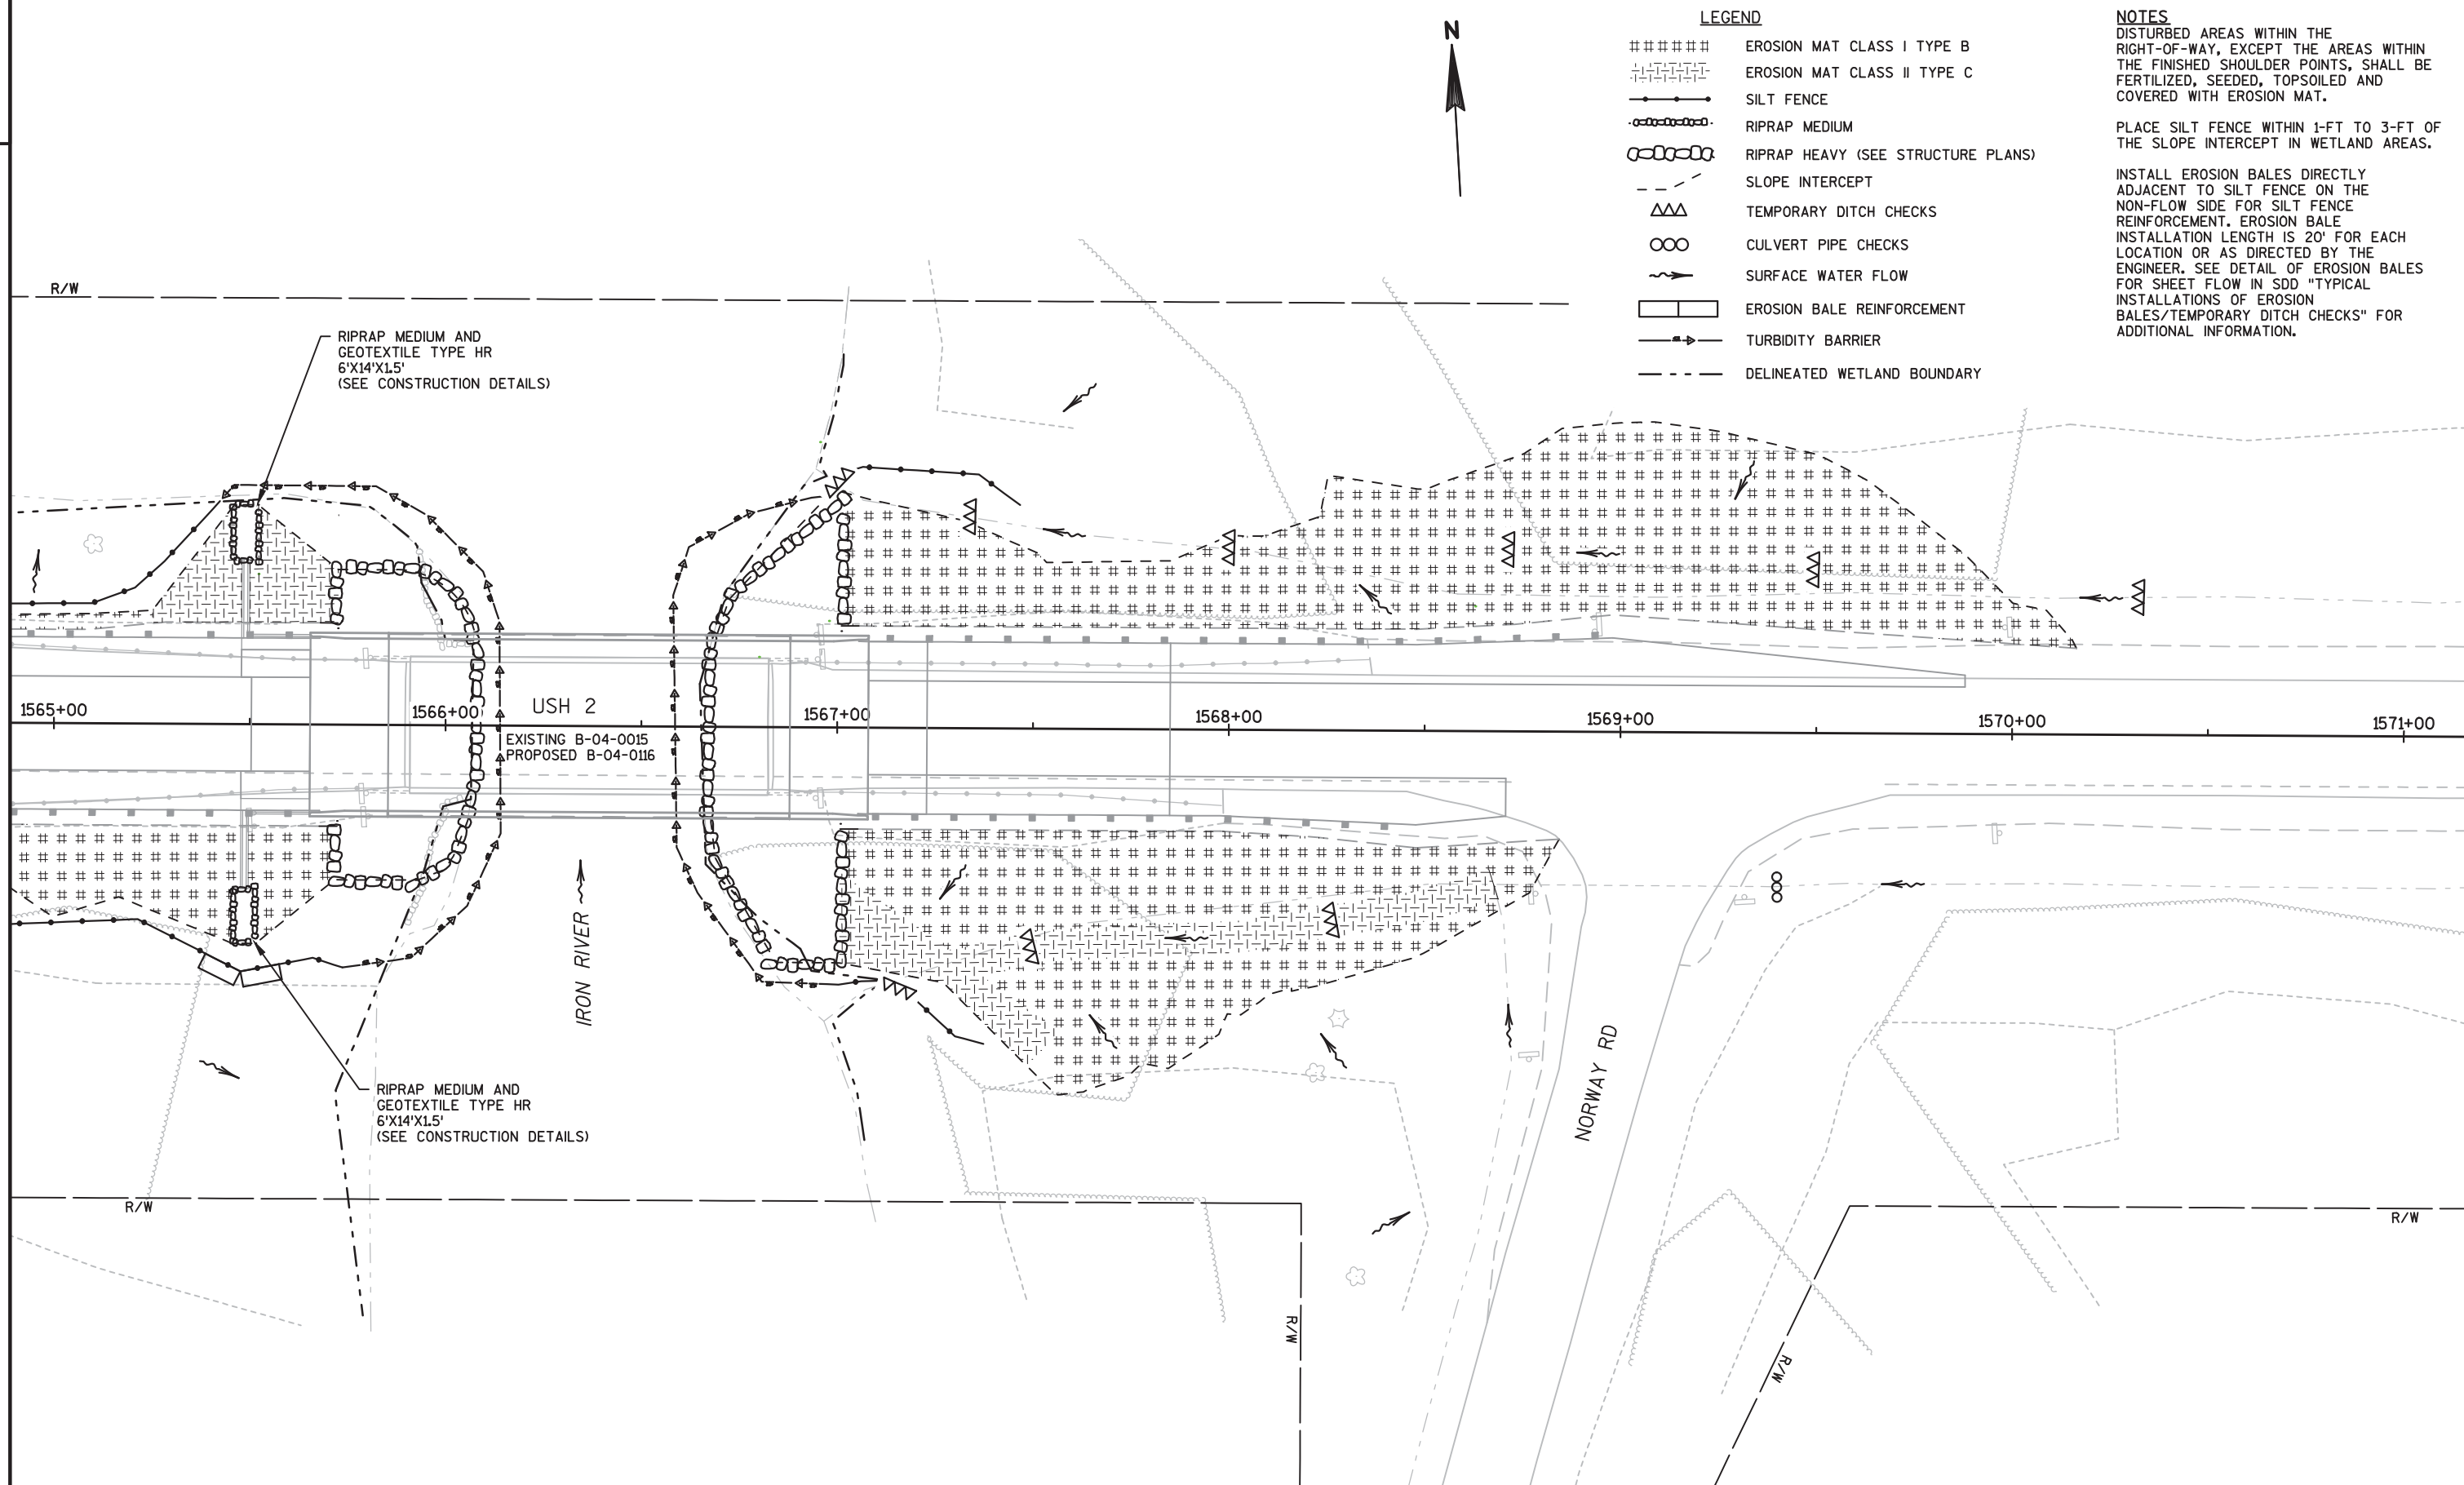 N
LEGEND
EROSION MAT CLASS I TYPE B
EROSION MAT CLASS II TYPE C
SILT FENCE
RIPRAP MEDIUM
RIPRAP HEAVY (SEE STRUCTURE PLANS)
SLOPE INTERCEPT
TEMPORARY DITCH CHECKS
CULVERT PIPE CHECKS
SURFACE WATER FLOW
EROSION BALE REINFORCEMENT
TURBIDITY BARRIER
DELINEATED WETLAND BOUNDARY
NOTES
DISTURBED AREAS WITHIN THE
RIGHT-OF-WAY, EXCEPT THE AREAS WITHIN
THE FINISHED SHOULDER POINTS, SHALL BE
FERTILIZED, SEEDED, TOPSOILED AND
COVERED WITH EROSION MAT.
PLACE SILT FENCE WITHIN 1-FT TO 3-FT OF
THE SLOPE INTERCEPT IN WETLAND AREAS.
INSTALL EROSION BALES DIRECTLY
ADJACENT TO SILT FENCE ON THE
NON-FLOW SIDE FOR SILT FENCE
REINFORCEMENT. EROSION BALE
INSTALLATION LENGTH IS 20' FOR EACH
LOCATION OR AS DIRECTED BY THE
ENGINEER. SEE DETAIL OF EROSION BALES
FOR SHEET FLOW IN SDD "TYPICAL
INSTALLATIONS OF EROSION
BALES/TEMPORARY DITCH CHECKS" FOR
ADDITIONAL INFORMATION.
R/W
RIPRAP MEDIUM AND
GEOTEXTILE TYPE HR
6'X14'X1.5'
(SEE CONSTRUCTION DETAILS)
1565+00
1566+00
USH 2
1567+00
1568+00
1569+00
1570+00
1571+00
EXISTING B-04-0015
PROPOSED B-04-0116
IRON RIVER
NORWAY RD
RIPRAP MEDIUM AND
GEOTEXTILE TYPE HR
6'X14'X1.5'
(SEE CONSTRUCTION DETAILS)
R/W
R/W
R/W
R/W